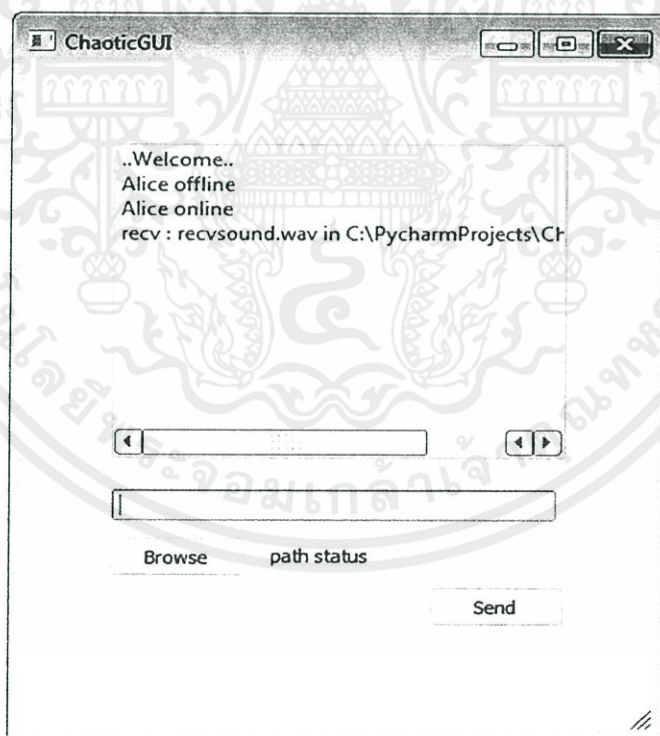 ChaoticGUI
..Welcome..
Alice offline
Alice online
recv : recvsound.wav in C:\PycharmProjects\Ch
Browse
path status
Send